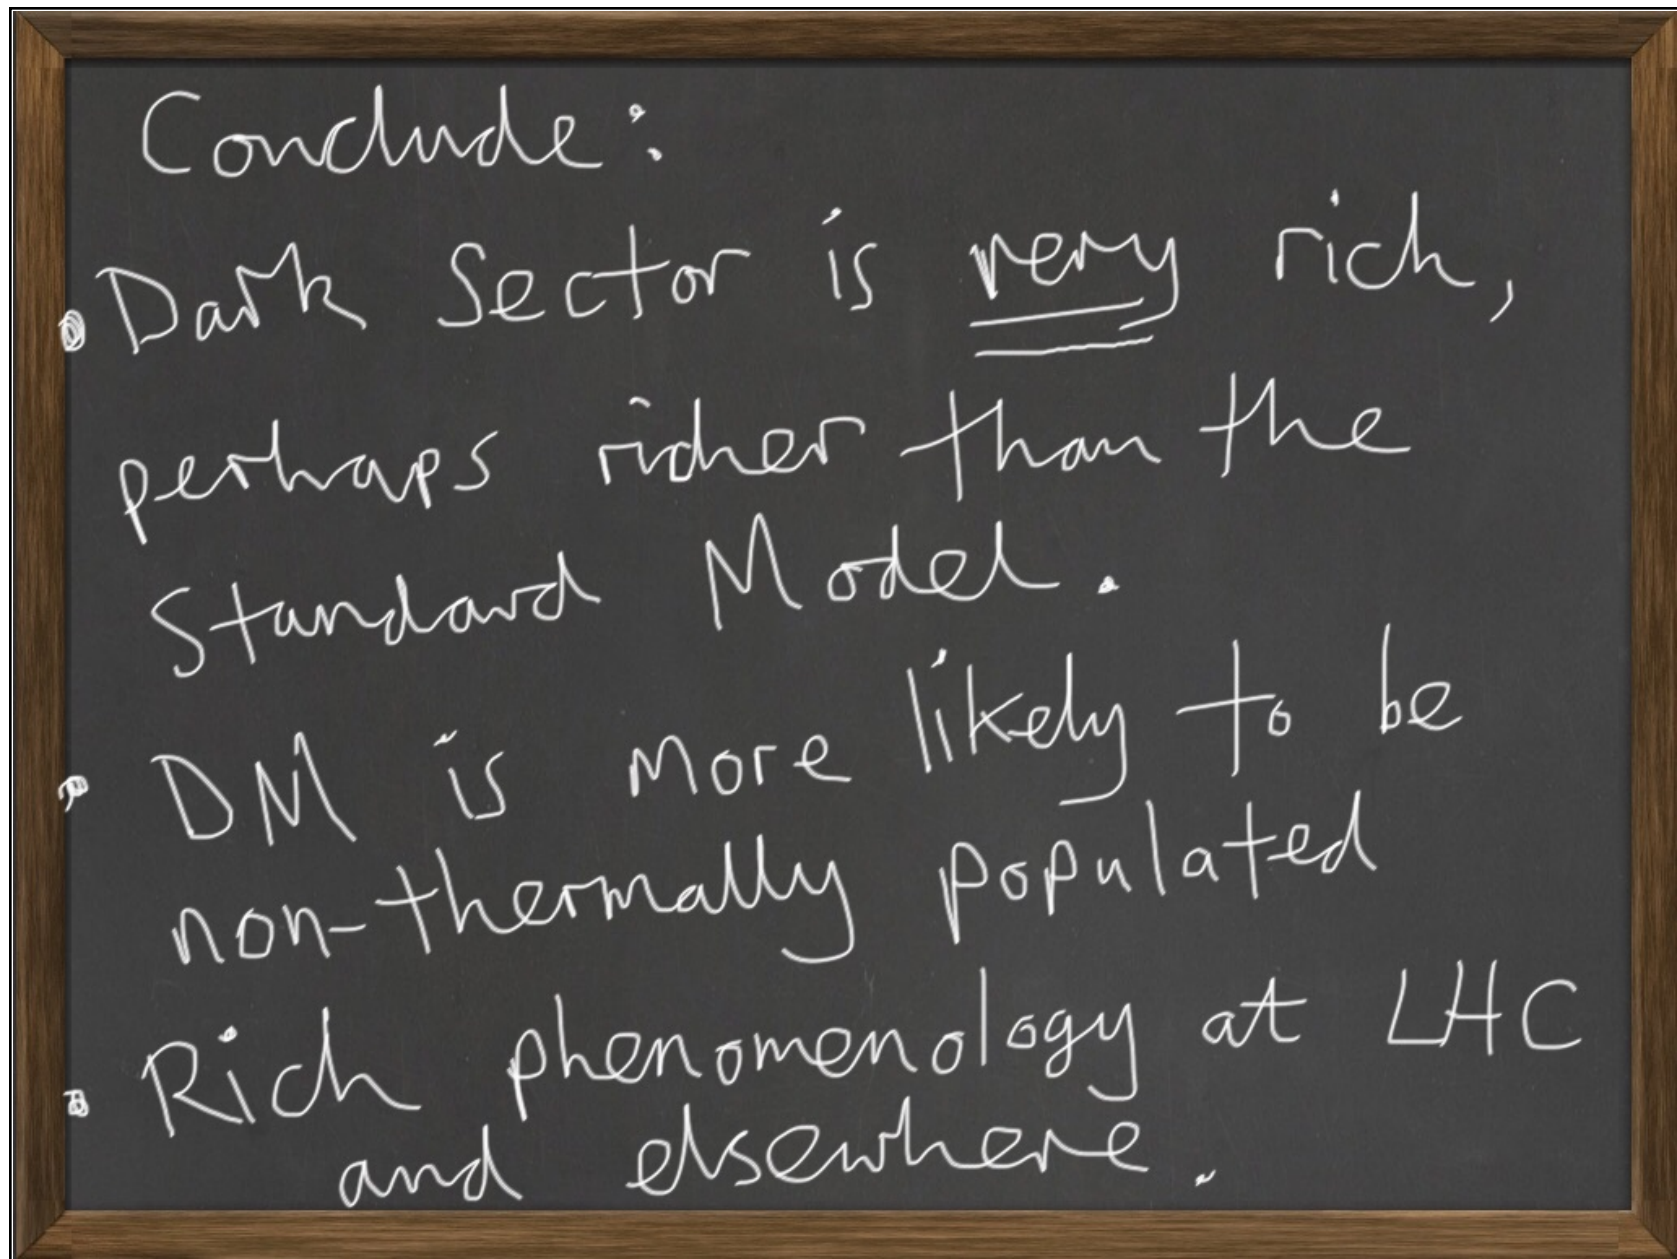 Conclude:
• Dark Sector is very rich,
perhaps richer than the
Standard Model.
• DM is more likely to be
non-thermally populated
• Rich phenomenology at LHC
and elsewhere.